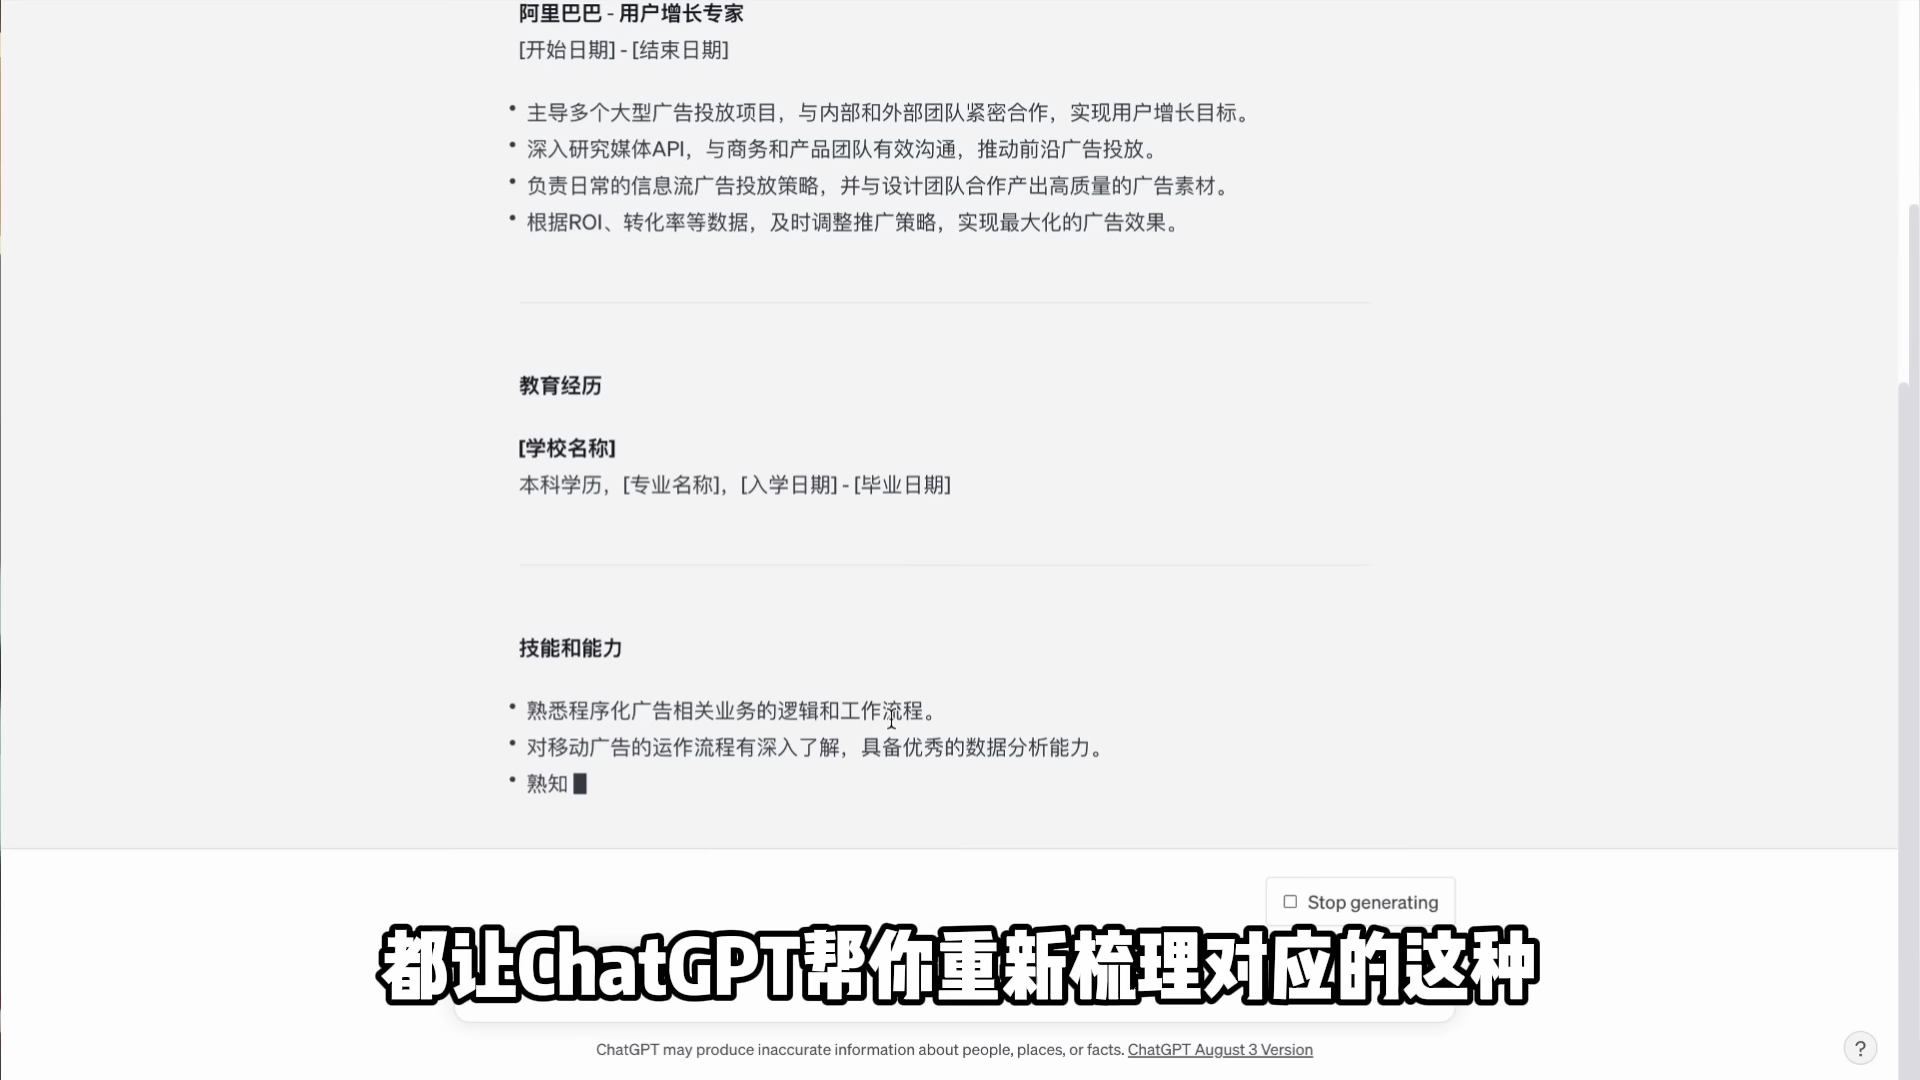 阿里巴巴 - 用户增长专家
[开始日期] - [结束日期]
• 主导多个大型广告投放项目，与内部和外部团队紧密合作，实现用户增长目标。
• 深入研究媒体API，与商务和产品团队有效沟通，推动前沿广告投放。
• 负责日常的信息流广告投放策略，并与设计团队合作产出高质量的广告素材。
• 根据ROI、转化率等数据，及时调整推广策略，实现最大化的广告效果。
教育经历
[学校名称]
本科学历，[专业名称]，[入学日期] - [毕业日期]
技能和能力
• 熟悉程序化广告相关业务的逻辑和工作流程。
• 对移动广告的运作流程有深入了解，具备优秀的数据分析能力。
• 熟知
Stop generating
都让ChatGPT帮你重新梳理对应的这种
ChatGPT may produce inaccurate information about people, places, or facts. ChatGPT August 3 Version
?